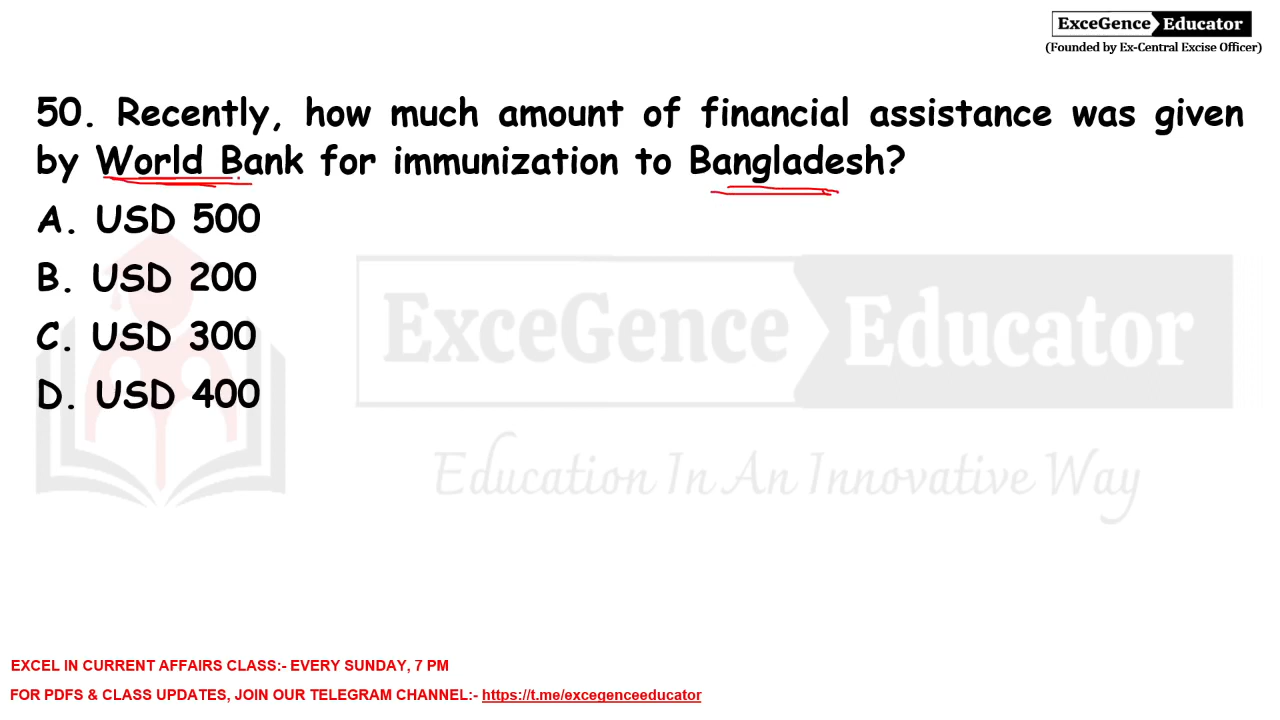 ExceGence Educator
(Founded by Ex-Central Excise Officer)
50. Recently, how much amount of financial assistance was given
by World Bank for immunization to Bangladesh?
A. USD 500
B. USD 200
C. USD 300
D. USD 400
ExceGence Educator
Education In An Innovative Way
EXCEL IN CURRENT AFFAIRS CLASS:- EVERY SUNDAY, 7 PM
FOR PDFS & CLASS UPDATES, JOIN OUR TELEGRAM CHANNEL:- https://t.me/excegenceeducator